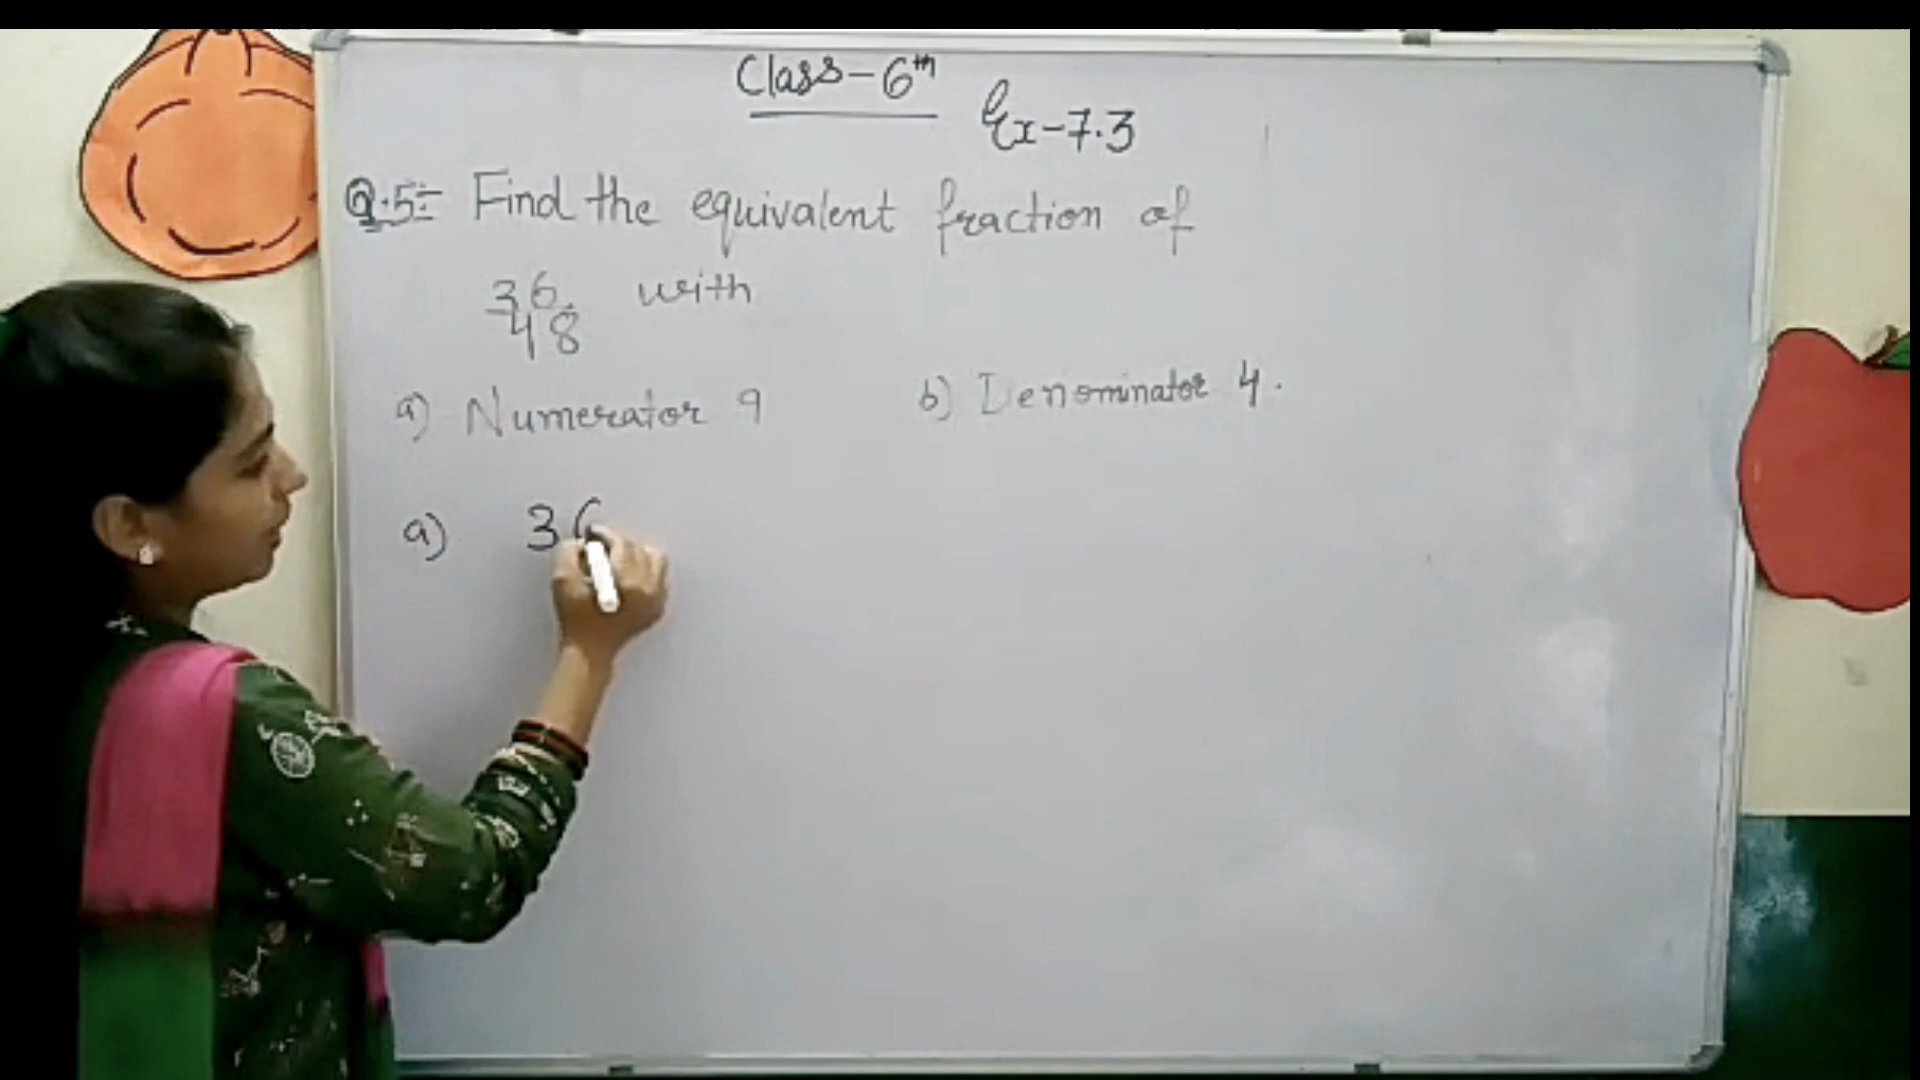 Class-6th
Ex-7.3
Q.5:- Find the equivalent fraction of
36 with
48
a) Numerator 9 b) Denominator 4.
a) 36